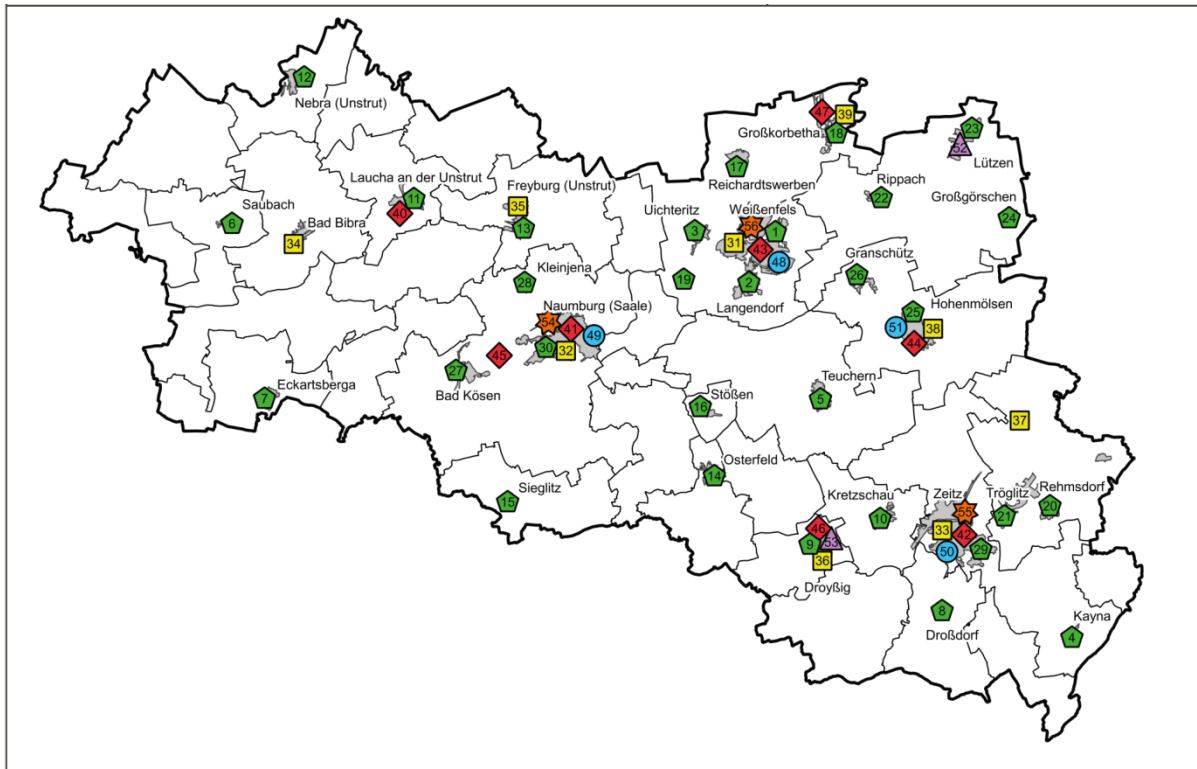 12
Nebra (Unstrut)
47
39
Großkorbetha
18
23
52
Lützen
17
Reichardtswerben
Rippach
22
Großgörschen
24
Laucha an der Unstrut
11
40
Freyburg (Unstrut)
35
13
Saubach
6
Bad Bibra
34
Uichteritz
3
Weißenfels
56
1
31
43
48
19
2
Langendorf
Granschütz
26
Kleinjena
28
Hohenmölsen
25
51
38
44
Naumburg (Saale)
54
41
49
30
32
45
27
Bad Kösen
Eckartsberga
7
Stößen
16
Teuchern
5
37
Osterfeld
14
Sieglitz
15
Kretzschau
10
Zeitz
55
33
42
50
29
Tröglitz
21
Rehmsdorf
20
46
9
53
36
Droyßig
8
Droßdorf
Kayna
4